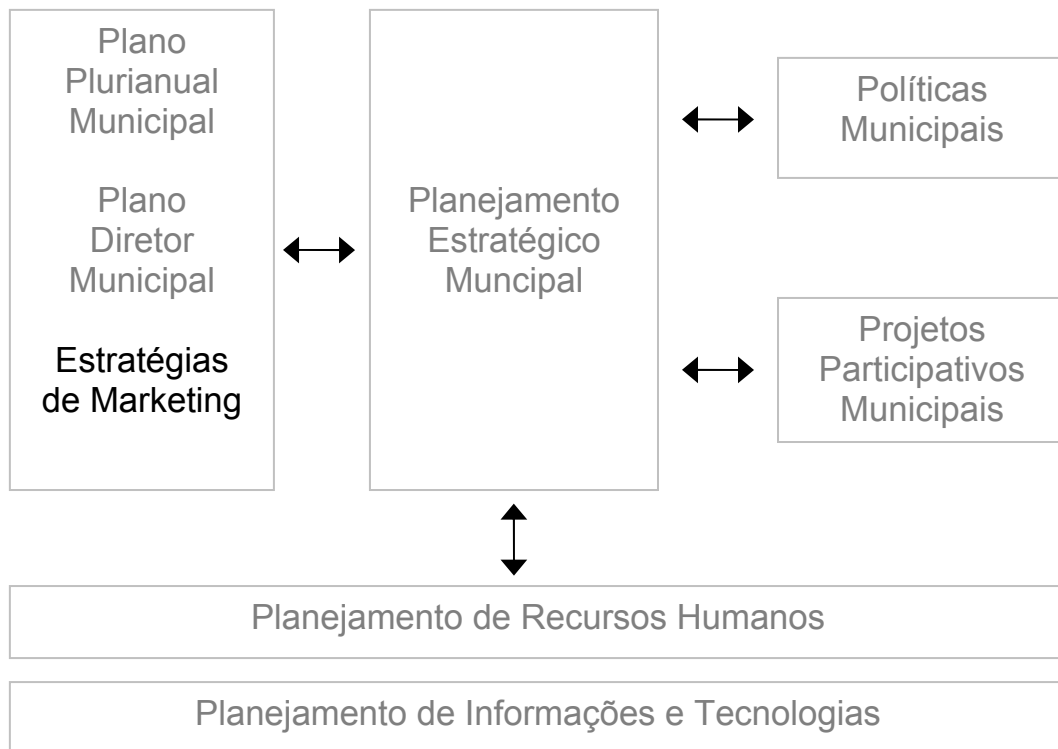 Plano
Plurianual
Municipal
Plano
Diretor
Municipal
Estratégias
de Marketing
Planejamento
Estratégico
Muncipal
Políticas
Municipais
Projetos
Participativos
Municipais
Planejamento de Recursos Humanos
Planejamento de Informações e Tecnologias